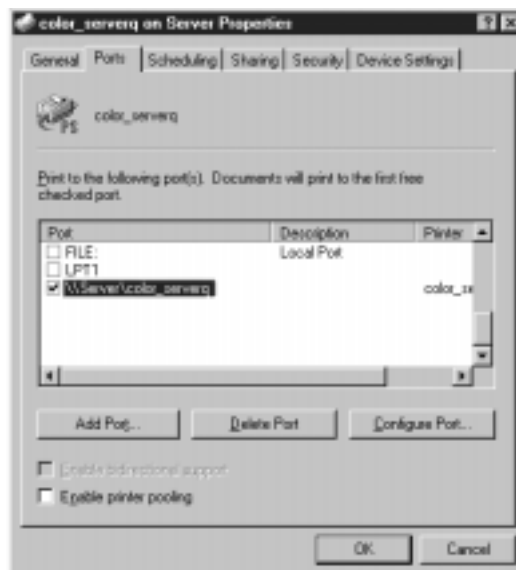 color_serverq on Server Properties
General Ports Scheduling Sharing Security Device Settings
PS
color_serverq
Print to the following port(s). Documents will print to the first free
checked port.
Port Description Printer
FILE: Local Port
LPT1
\\Server\color_serverq color_se
Add Port... Delete Port Configure Port...
Enable bidirectional support
Enable printer pooling
OK Cancel